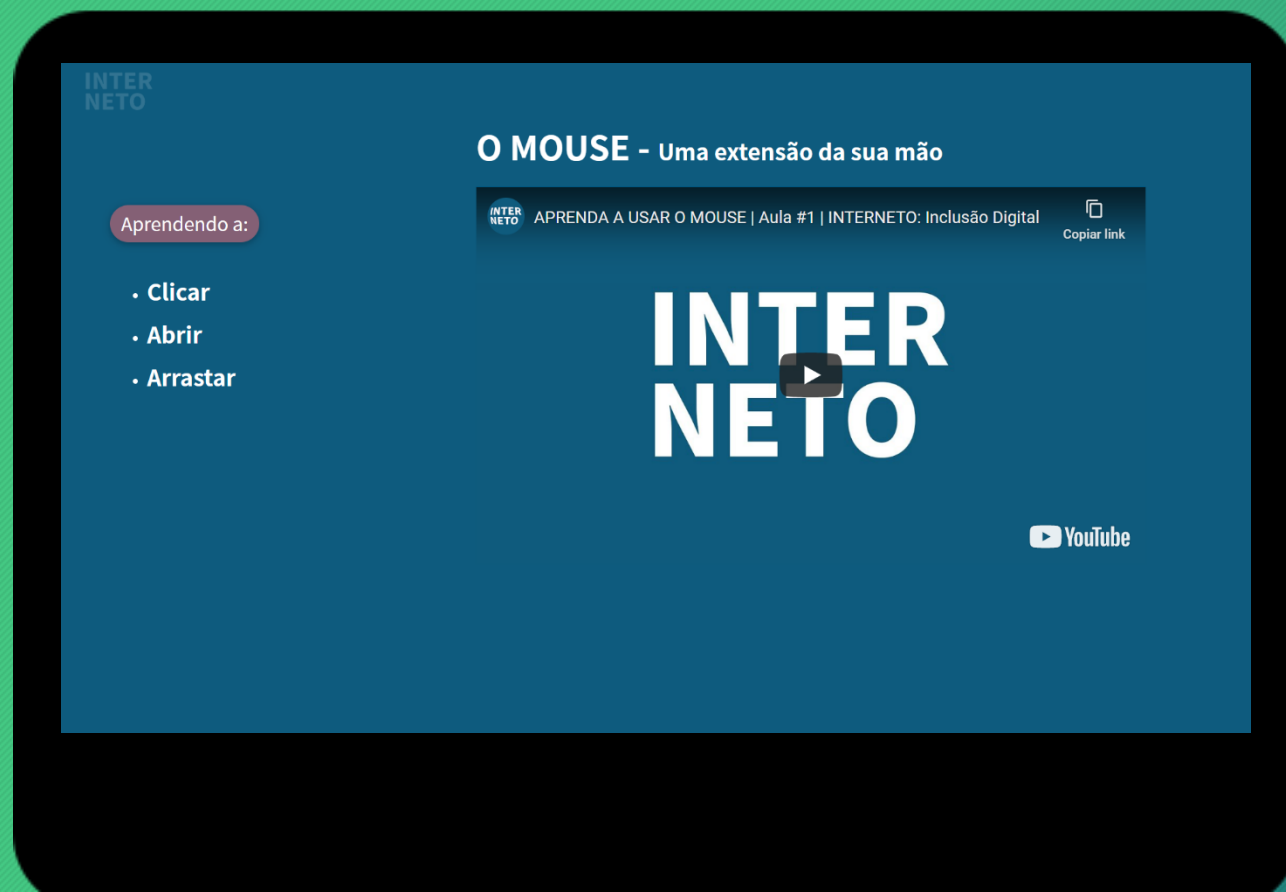 INTER
NETO
O MOUSE - Uma extensão da sua mão
Aprendendo a:
• Clicar
• Abrir
• Arrastar
INTER
NETO
APRENDA A USAR O MOUSE | Aula #1 | INTERNETO: Inclusão Digital
Copiar link
INTER
NETO
YouTube